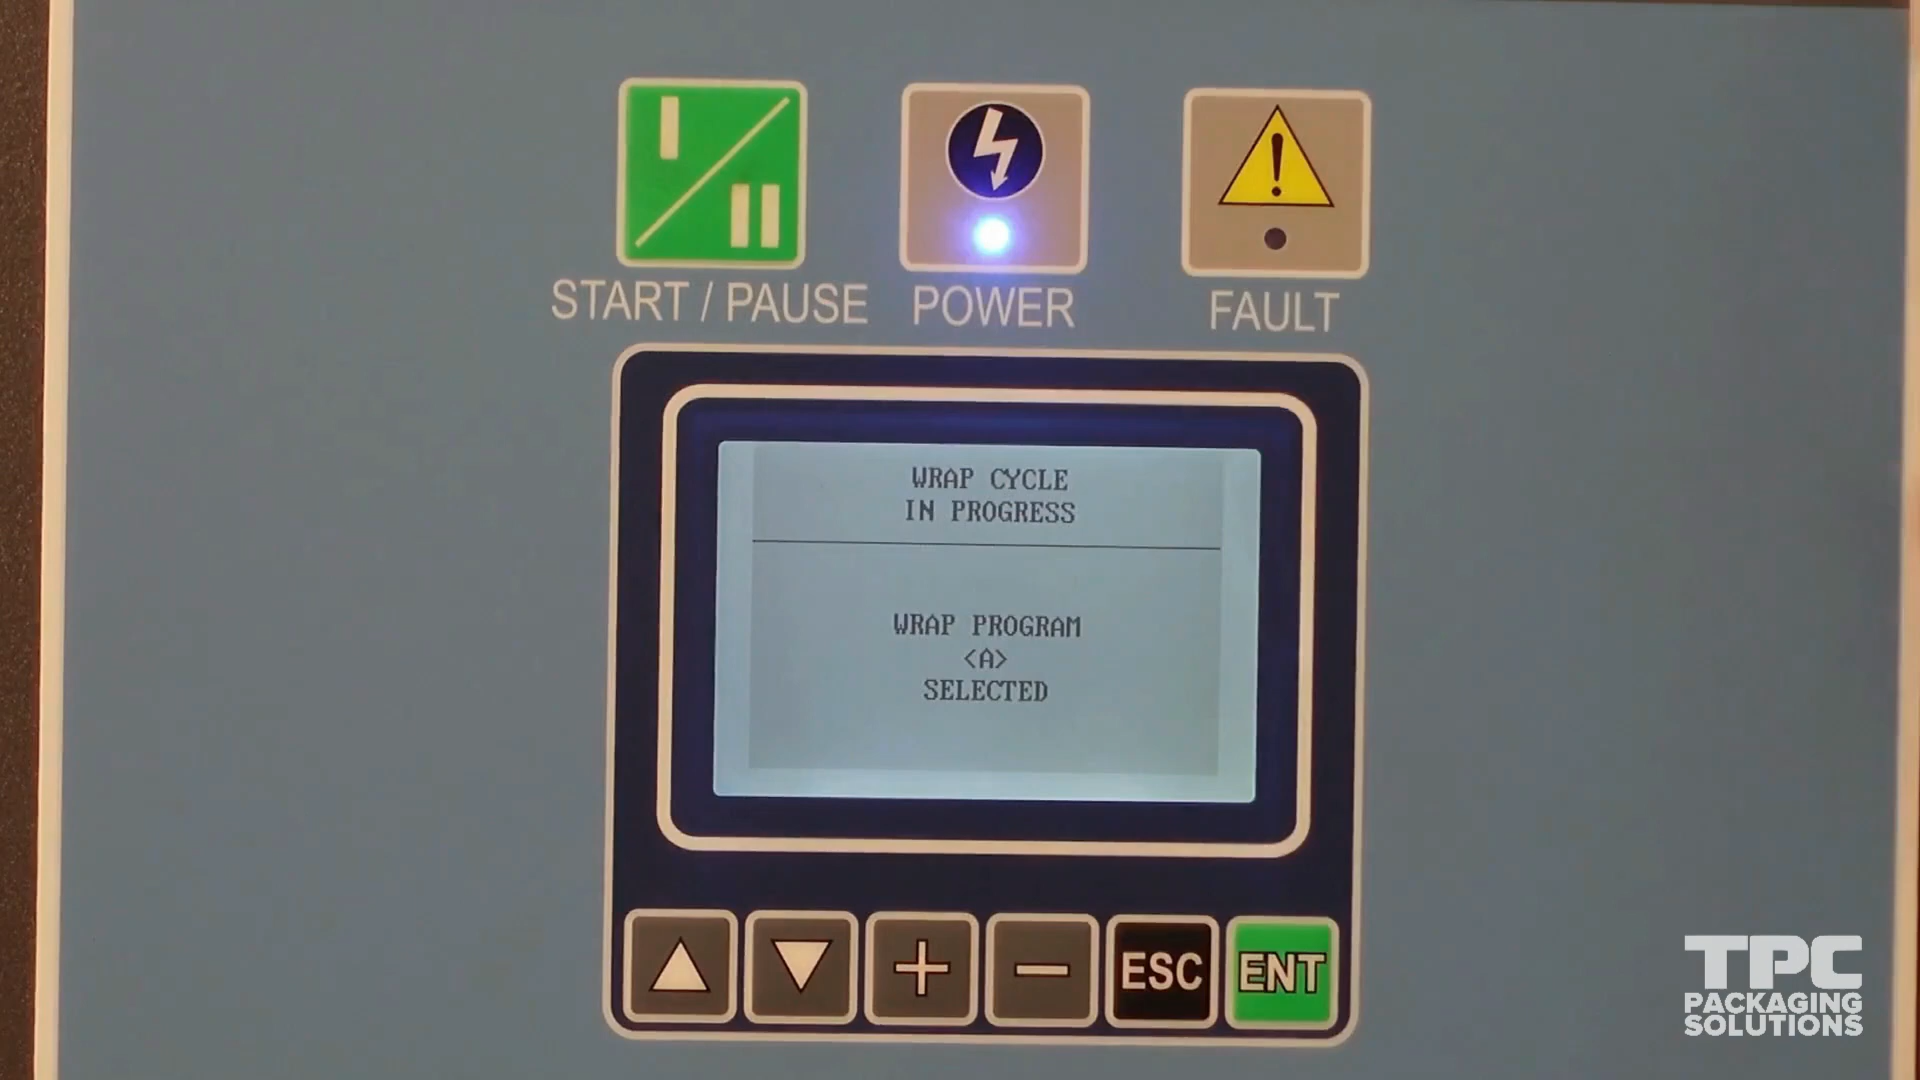 START / PAUSE
POWER
FAULT
WRAP CYCLE
IN PROGRESS
WRAP PROGRAM
<A>
SELECTED
ESC
ENT
TPC
PACKAGING
SOLUTIONS